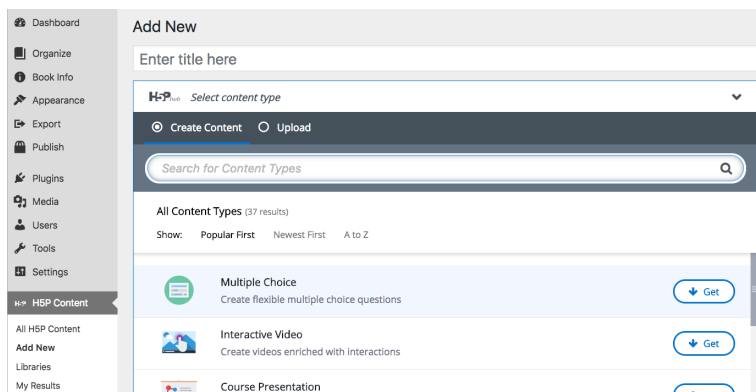 Dashboard
Organize
Book Info
Appearance
Export
Publish
Plugins
Media
Users
Tools
Settings
H5P H5P Content
All H5P Content
Add New
Libraries
My Results
Add New
Enter title here
H5P hub Select content type
Create Content Upload
Search for Content Types
All Content Types (37 results)
Show: Popular First Newest First A to Z
Multiple Choice
Create flexible multiple choice questions
Get
Interactive Video
Create videos enriched with interactions
Get
Course Presentation